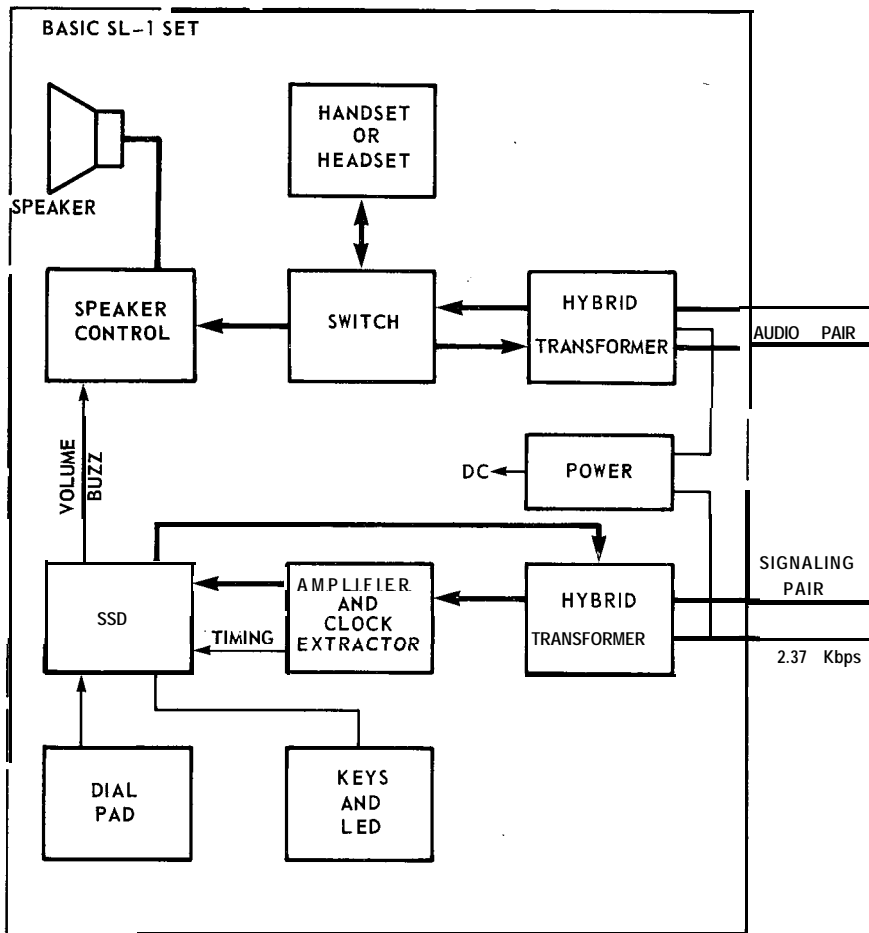 BASIC SL-1 SET
HANDSET
OR
HEADSET
SPEAKER
SPEAKER
CONTROL
SWITCH
HYBRID
TRANSFORMER
AUDIO PAIR
VOLUME
BUZZ
DC
POWER
SSD
AMPLIFIER
AND
CLOCK
EXTRACTOR
TIMING
HYBRID
TRANSFORMER
SIGNALING
PAIR
2.37 Kbps
DIAL
PAD
KEYS
AND
LED